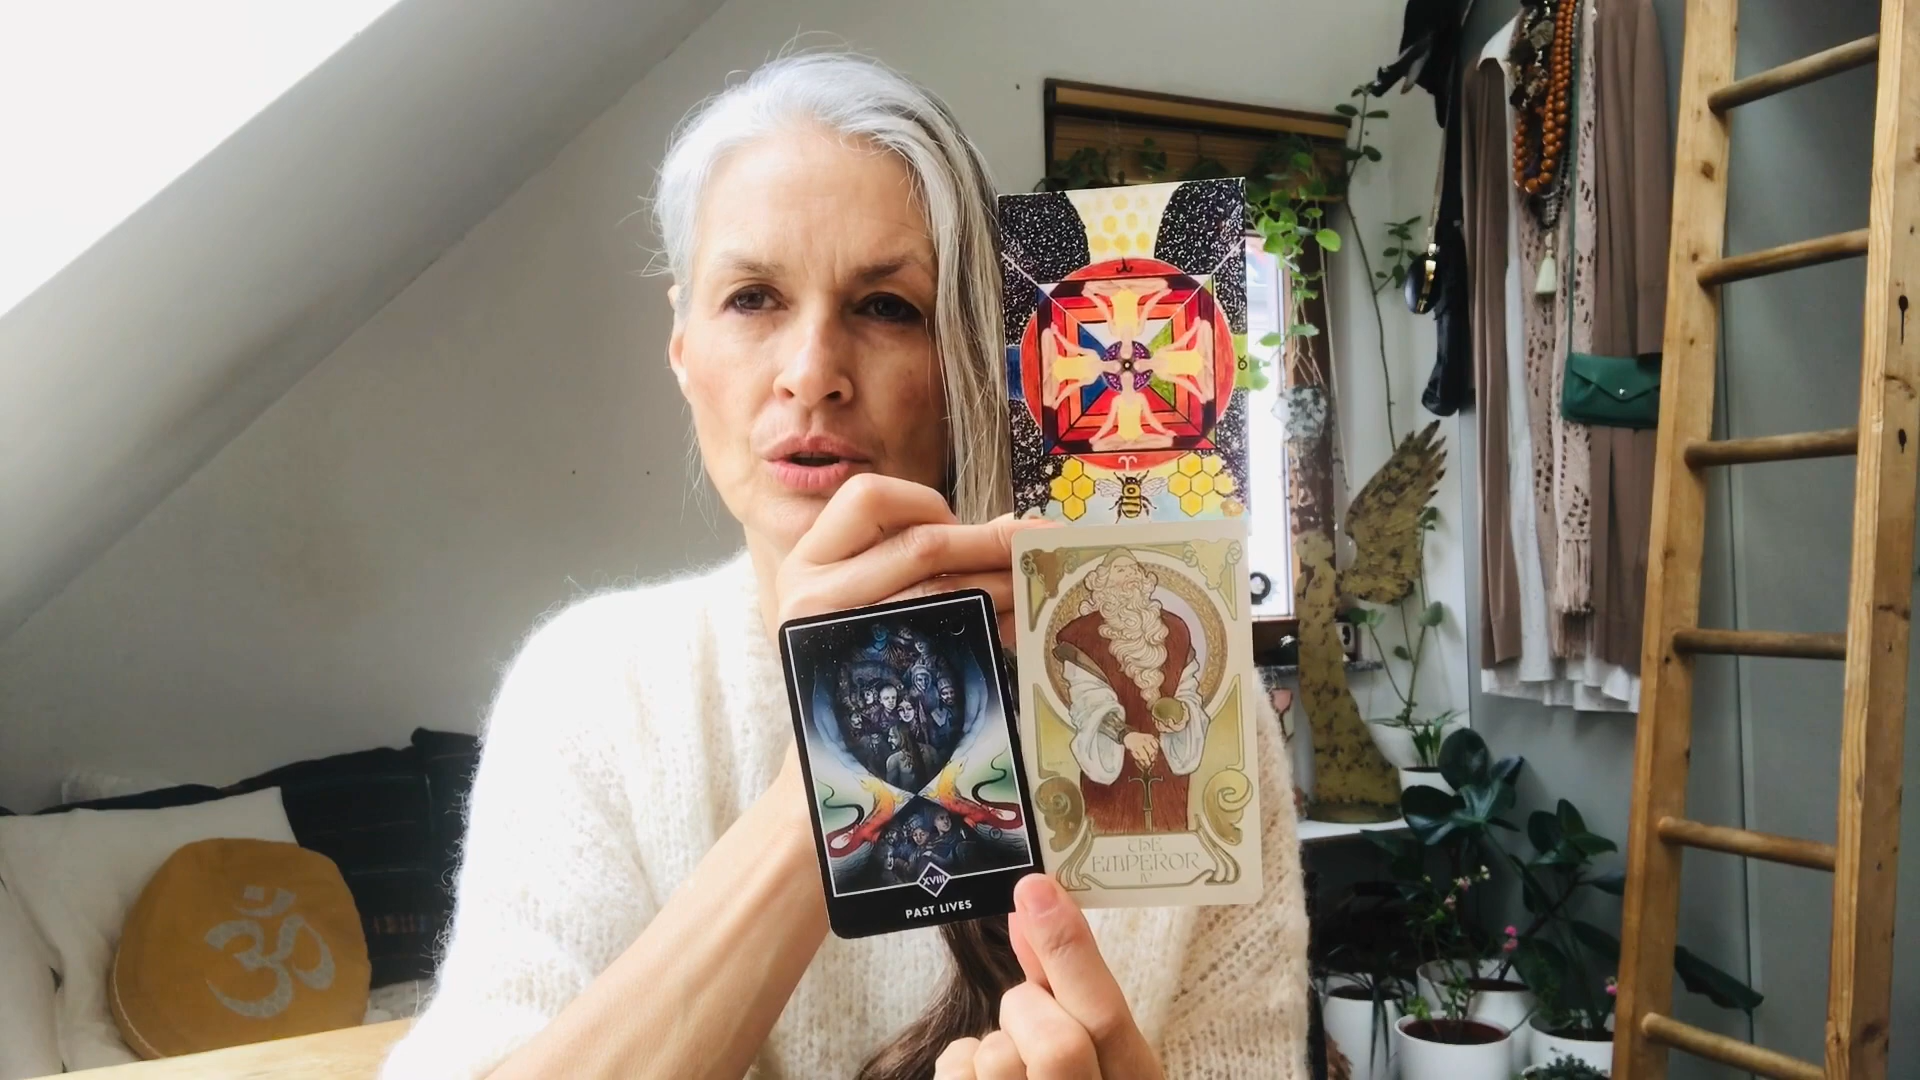 THE
EMPEROR
IV
XVIII
PAST LIVES
ॐ